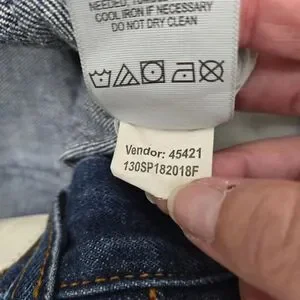 NEEDED, 
COOL IRON IF NECESSARY
DO NOT DRY CLEAN
Vendor: 45421
130SP182018F